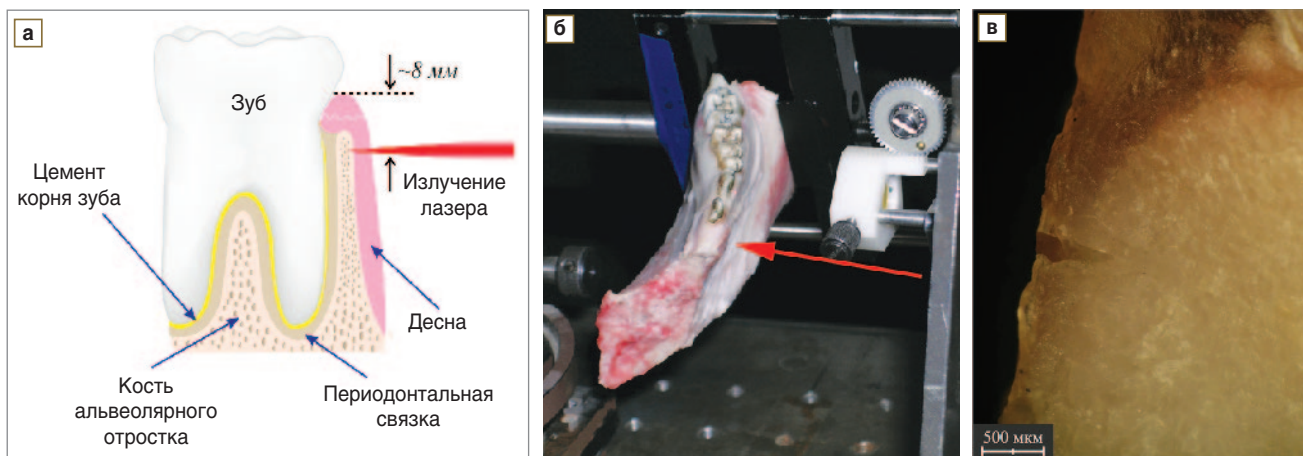 а
~8 мм
Зуб
Цемент
корня зуба
Излучение
лазера
Десна
Кость
альвеолярного
отростка
Периодонтальная
связка
б
в
500 мкм